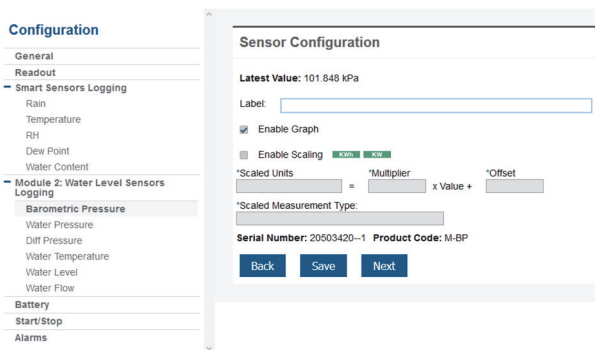 Configuration
General
Readout
Smart Sensors Logging
Rain
Temperature
RH
Dew Point
Water Content
Module 2: Water Level Sensors
Logging
Barometric Pressure
Water Pressure
Diff Pressure
Water Temperature
Water Level
Water Flow
Battery
Start/Stop
Alarms
Sensor Configuration
Latest Value: 101.848 kPa
Label:
Enable Graph
Enable Scaling KWh KW
*Scaled Units *Multiplier *Offset
= x Value +
*Scaled Measurement Type:
Serial Number: 20503420--1 Product Code: M-BP
Back Save Next